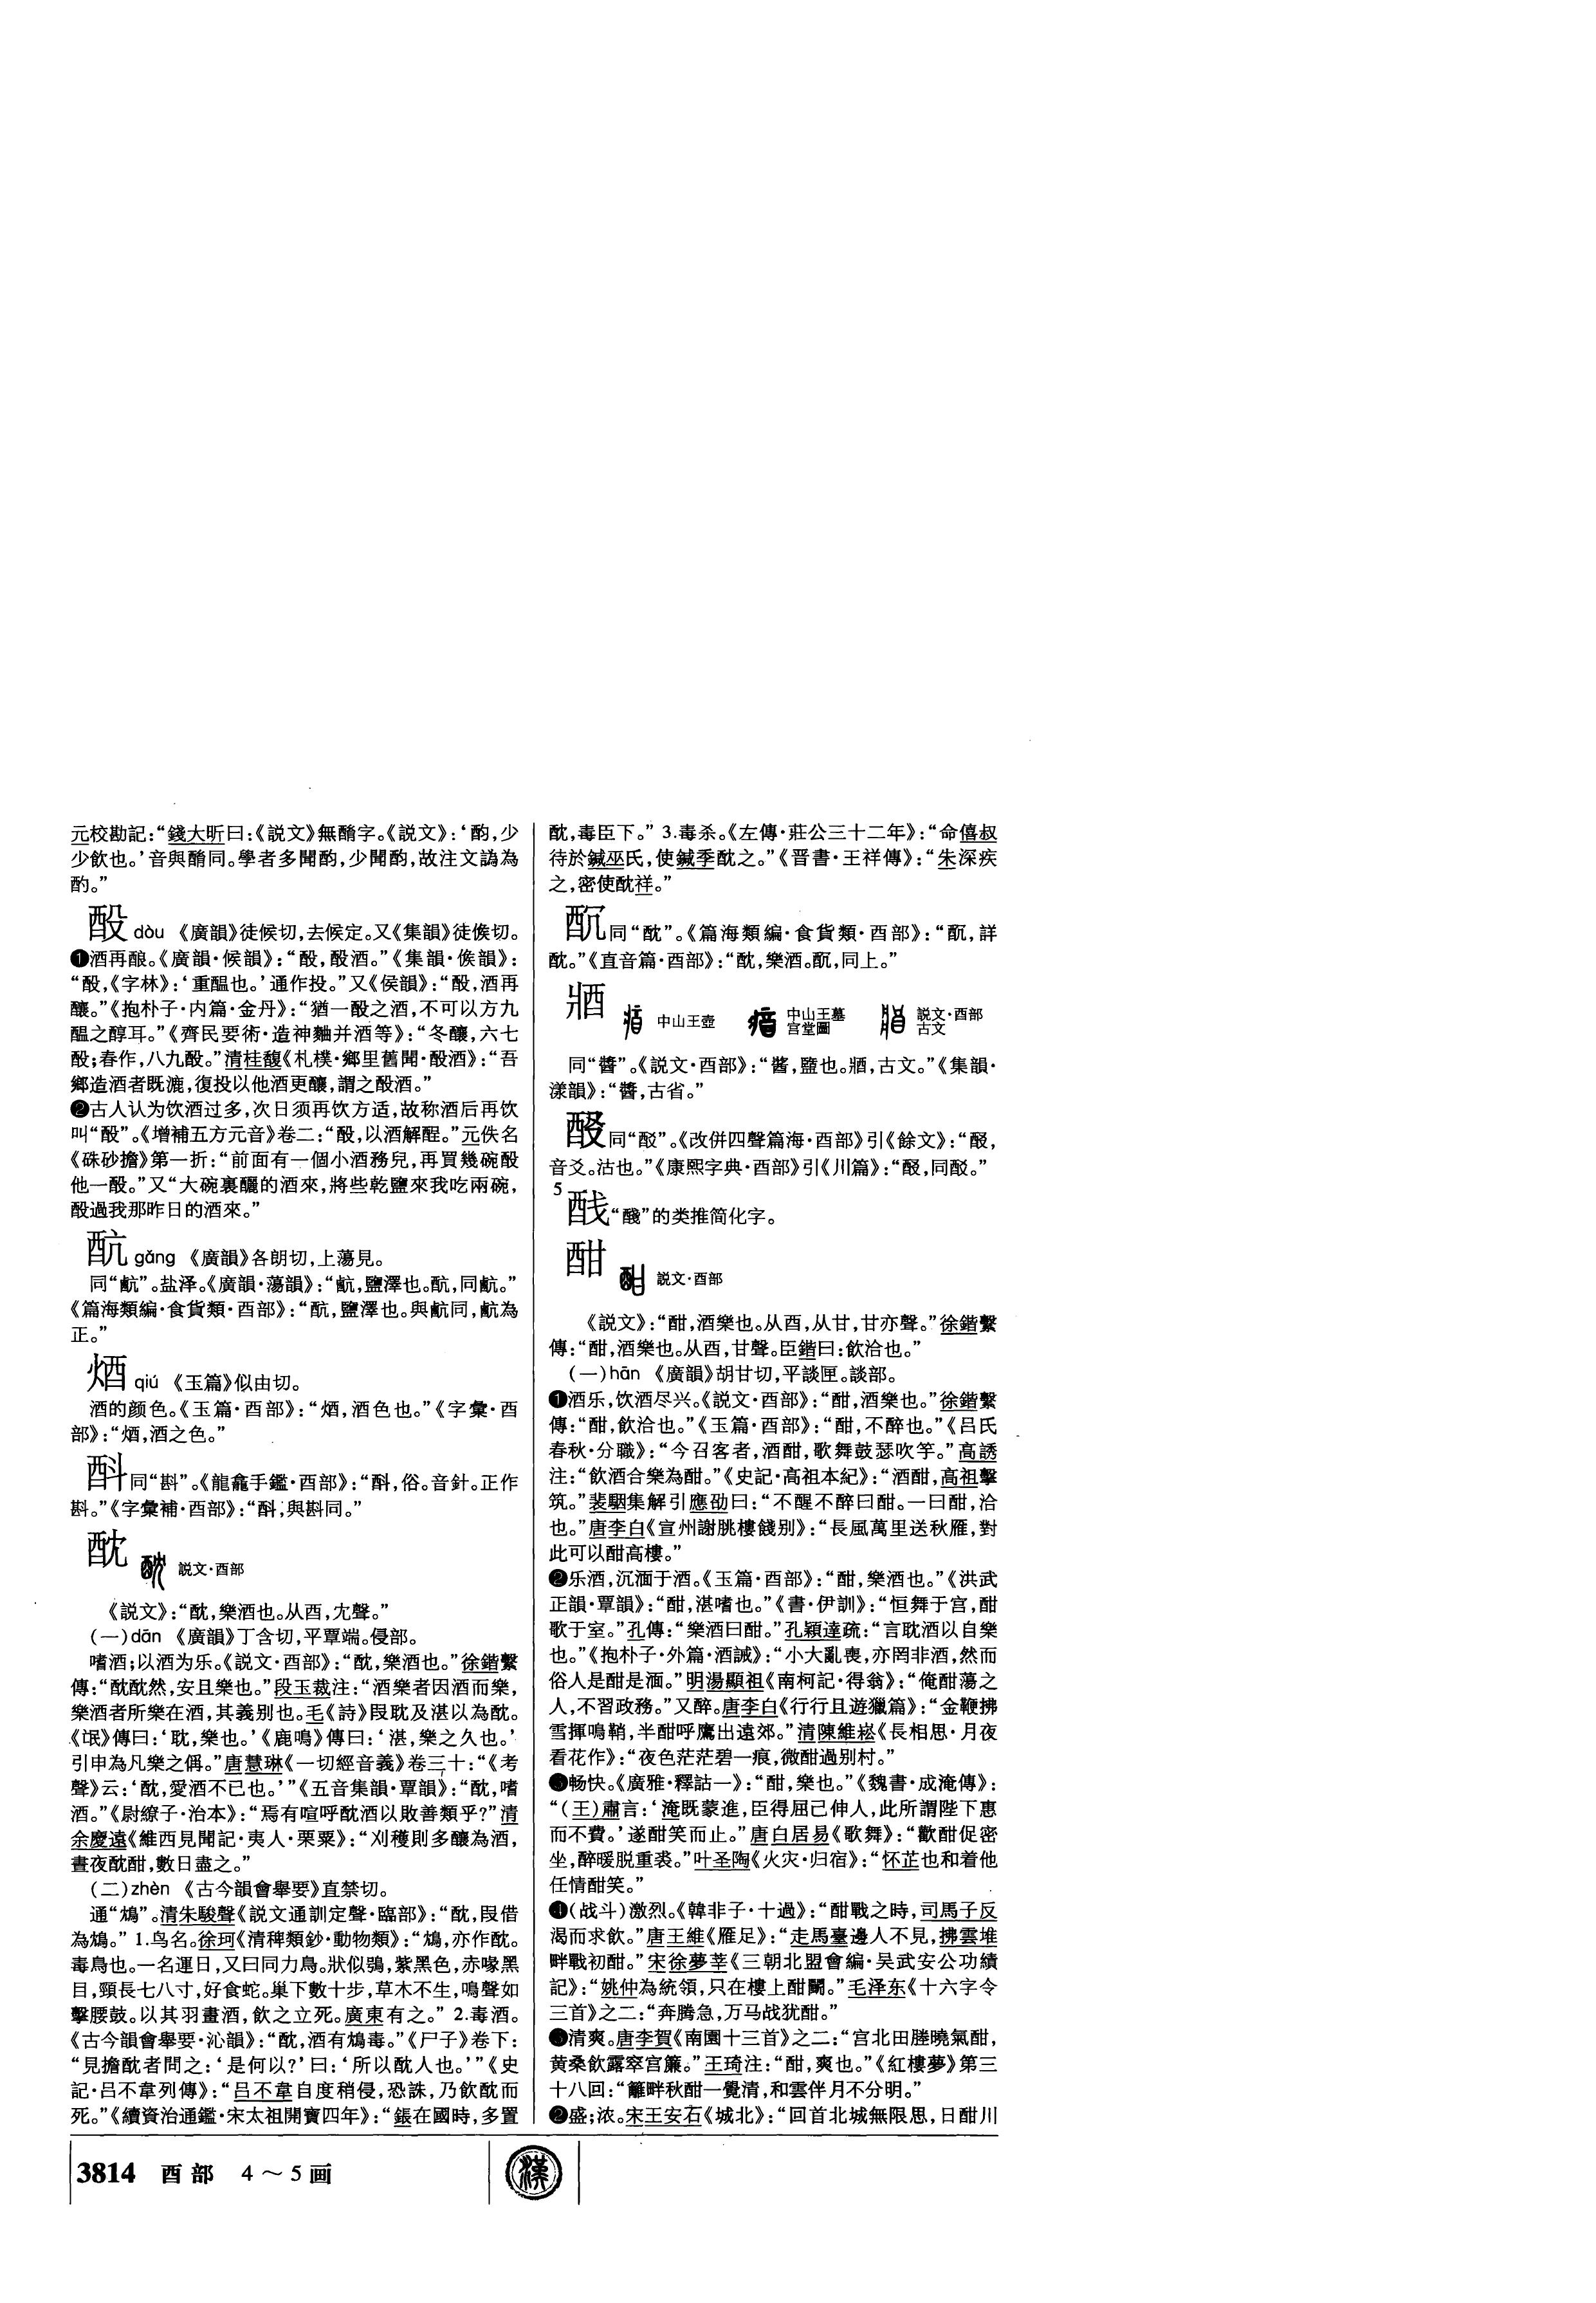 元校勘記：“錢大昕曰：《説文》無酳字。《説文》：‘酌，少
少飲也。’音與酳同。學者多聞酌，少聞酌，故注文譌為
酌。”
酘 dòu 《廣韻》徒候切，去候定。又《集韻》徒侯切。
❶酒再酿。《廣韻·候韻》：“酘，酘酒。”《集韻·侯韻》：
“酘，《字林》：‘重醖也。’通作投。”又《侯韻》：“酘，酒再
釀。”《抱朴子·内篇·金丹》：“猶一酘之酒，不可以方九
醖之醇耳。”《齊民要術·造神麯并酒等》：“冬釀，六七
酘；春作，八九酘。”清桂馥《札樸·鄉里舊聞·酘酒》：“吾
鄉造酒者既漉，復投以他酒更釀，謂之酘酒。”
❷古人认为饮酒过多，次日须再饮方适，故称酒后再饮
叫“酘”。《增補五方元音》卷二：“酘，以酒解酲。”元佚名
《硃砂擔》第一折：“前面有一個小酒務兒，再買幾碗酘
他一酘。”又“大碗裏釃的酒來，將些乾鹽來我吃兩碗，
酘過我那昨日的酒來。”
酛 gǎng 《廣韻》各朗切，上蕩見。
同“𪉎”。盐泽。《廣韻·蕩韻》：“𪉎，鹽澤也。
《篇海類編·食貨類·酉部》：
正。”
qiú 《玉篇》似由切。
酒的颜色。《玉篇·酉部》：“酒色也。”《字彙·酉
部》：“酒之色。”
同“斟”。《龍龕手鑑·酉部》：“俗。音針。正作
斟。”《字彙補·酉部》：“與斟同。”
酖 説文·酉部
《説文》：“酖，樂酒也。从酉，冘聲。”
（一）dān 《廣韻》丁含切，平覃端。侵部。
嗜酒；以酒为乐。《説文·酉部》：“酖，樂酒也。”徐鍇繫
傳：“酖酖然，安且樂也。”段玉裁注：“酒樂者因酒而樂，
樂酒者所樂在酒，其義别也。毛《詩》叚耽及湛以為酖。
《氓》傳曰：‘耽，樂也。’《鹿鳴》傳曰：‘湛，樂之久也。’
引申為凡樂之偁。”唐慧琳《一切經音義》卷三十：“《考
聲》云：‘酖，愛酒不已也。’”《五音集韻·覃韻》：“酖，嗜
酒。”《尉繚子·治本》：“焉有喧呼酖酒以敗善類乎？”清
余慶遠《維西見聞記·夷人·栗粟》：“刈穫則多釀為酒，
晝夜酖酣，數日盡之。”
（二）zhèn 《古今韻會舉要》直禁切。
通“鴆”。清朱駿聲《説文通訓定聲·臨部》：“酖，叚借
為鴆。”1.鸟名。徐珂《清稗類鈔·動物類》：“鴆，亦作酖。
毒鳥也。一名運日，又曰同力鳥。狀似鴞，紫黑色，赤喙黑
目，頸長七八寸，好食蛇。巢下數十步，草木不生，鳴聲如
擊腰鼓。以其羽畫酒，飲之立死。廣東有之。”2.毒酒。
《古今韻會舉要·沁韻》：“酖，酒有鴆毒。”《尸子》卷下：
“見擔酖者問之：‘是何以？’曰：‘所以酖人也。’”《史
記·吕不韋列傳》：“吕不韋自度稍侵，恐誅，乃飲酖而
死。”《續資治通鑑·宋太祖開寶四年》：“鋹在國時，多置
酖，毒臣下。”3.毒杀。《左傳·莊公三十二年》：“命僖叔
待於鍼巫氏，使鍼季酖之。”《晋書·王祥傳》：“朱深疾
之，密使酖祥。”
同“酖”。《篇海類編·食貨類·酉部》：“詳
酖。”《直音篇·酉部》：“酖，樂酒。同上。”
𤖕 中山王壺 中山王墓宫堂圖 説文·酉部古文
同“醬”。《説文·酉部》：“醬，盬也。𤖕，古文。”《集韻·
漾韻》：“醬，古省。”
同“酘”。《改併四聲篇海·酉部》引《餘文》：
音爻。沽也。”《康熙字典·酉部》引《川篇》：
5
“醆”的类推简化字。
酣 説文·酉部
《説文》：“酣，酒樂也。从酉，从甘，甘亦聲。”徐鍇繫
傳：“酣，酒樂也。从酉，甘聲。臣鍇曰：飲洽也。”
（一）hān 《廣韻》胡甘切，平談匣。談部。
❶酒乐，饮酒尽兴。《説文·酉部》：“酣，酒樂也。”徐鍇繫
傳：“酣，飲洽也。”《玉篇·酉部》：“酣，不醉也。”《吕氏
春秋·分職》：“今召客者，酒酣，歌舞鼓瑟吹竽。”高誘
注：“飲酒合樂為酣。”《史記·高祖本紀》：“酒酣，高祖擊
筑。”裴駰集解引應劭曰：“不醒不醉曰酣。一曰酣，洽
也。”唐李白《宣州謝朓樓餞别》：“長風萬里送秋雁，對
此可以酣高樓。”
❷乐酒，沉湎于酒。《玉篇·酉部》：“酣，樂酒也。”《洪武
正韻·覃韻》：“酣，湛嗜也。”《書·伊訓》：“恒舞于宫，酣
歌于室。”孔傳：“樂酒曰酣。”孔穎達疏：“言耽酒以自樂
也。”《抱朴子·外篇·酒誡》：“小大亂喪，亦罔非酒，然而
俗人是酣是湎。”明湯顯祖《南柯記·得翁》：“俺酣蕩之
人，不習政務。”又醉。唐李白《行行且遊獵篇》：“金鞭拂
雪揮鳴鞘，半酣呼鷹出遠郊。”清陳維崧《長相思·月夜
看花作》：“夜色茫茫碧一痕，微酣過别村。”
❸畅快。《廣雅·釋詁一》：“酣，樂也。”《魏書·成淹傳》：
“（王）肅言：‘淹既蒙進，臣得屈己伸人，此所謂陛下惠
而不費。’遂酣笑而止。”唐白居易《歌舞》：“歡酣促密
坐，醉暖脱重裘。”叶圣陶《火灾·归宿》：“怀芷也和着他
任情酣笑。”
❹（战斗）激烈。《韓非子·十過》：“酣戰之時，司馬子反
渴而求飲。”唐王維《雁足》：“走馬臺邊人不見，拂雲堆
畔戰初酣。”宋徐夢莘《三朝北盟會編·吴武安公功績
記》：“姚仲為統領，只在樓上酣鬭。”毛泽东《十六字令
三首》之二：“奔腾急，万马战犹酣。”
❺清爽。唐李賀《南園十三首》之二：“宫北田塍曉氣酣，
黄桑飲露窣宫簾。”王琦注：“酣，爽也。”《紅樓夢》第三
十八回：“籬畔秋酣一覺清，和雲伴月不分明。”
❷盛；浓。宋王安石《城北》：“回首北城無限思，日酣川
3814 酉部 4～5画
漢